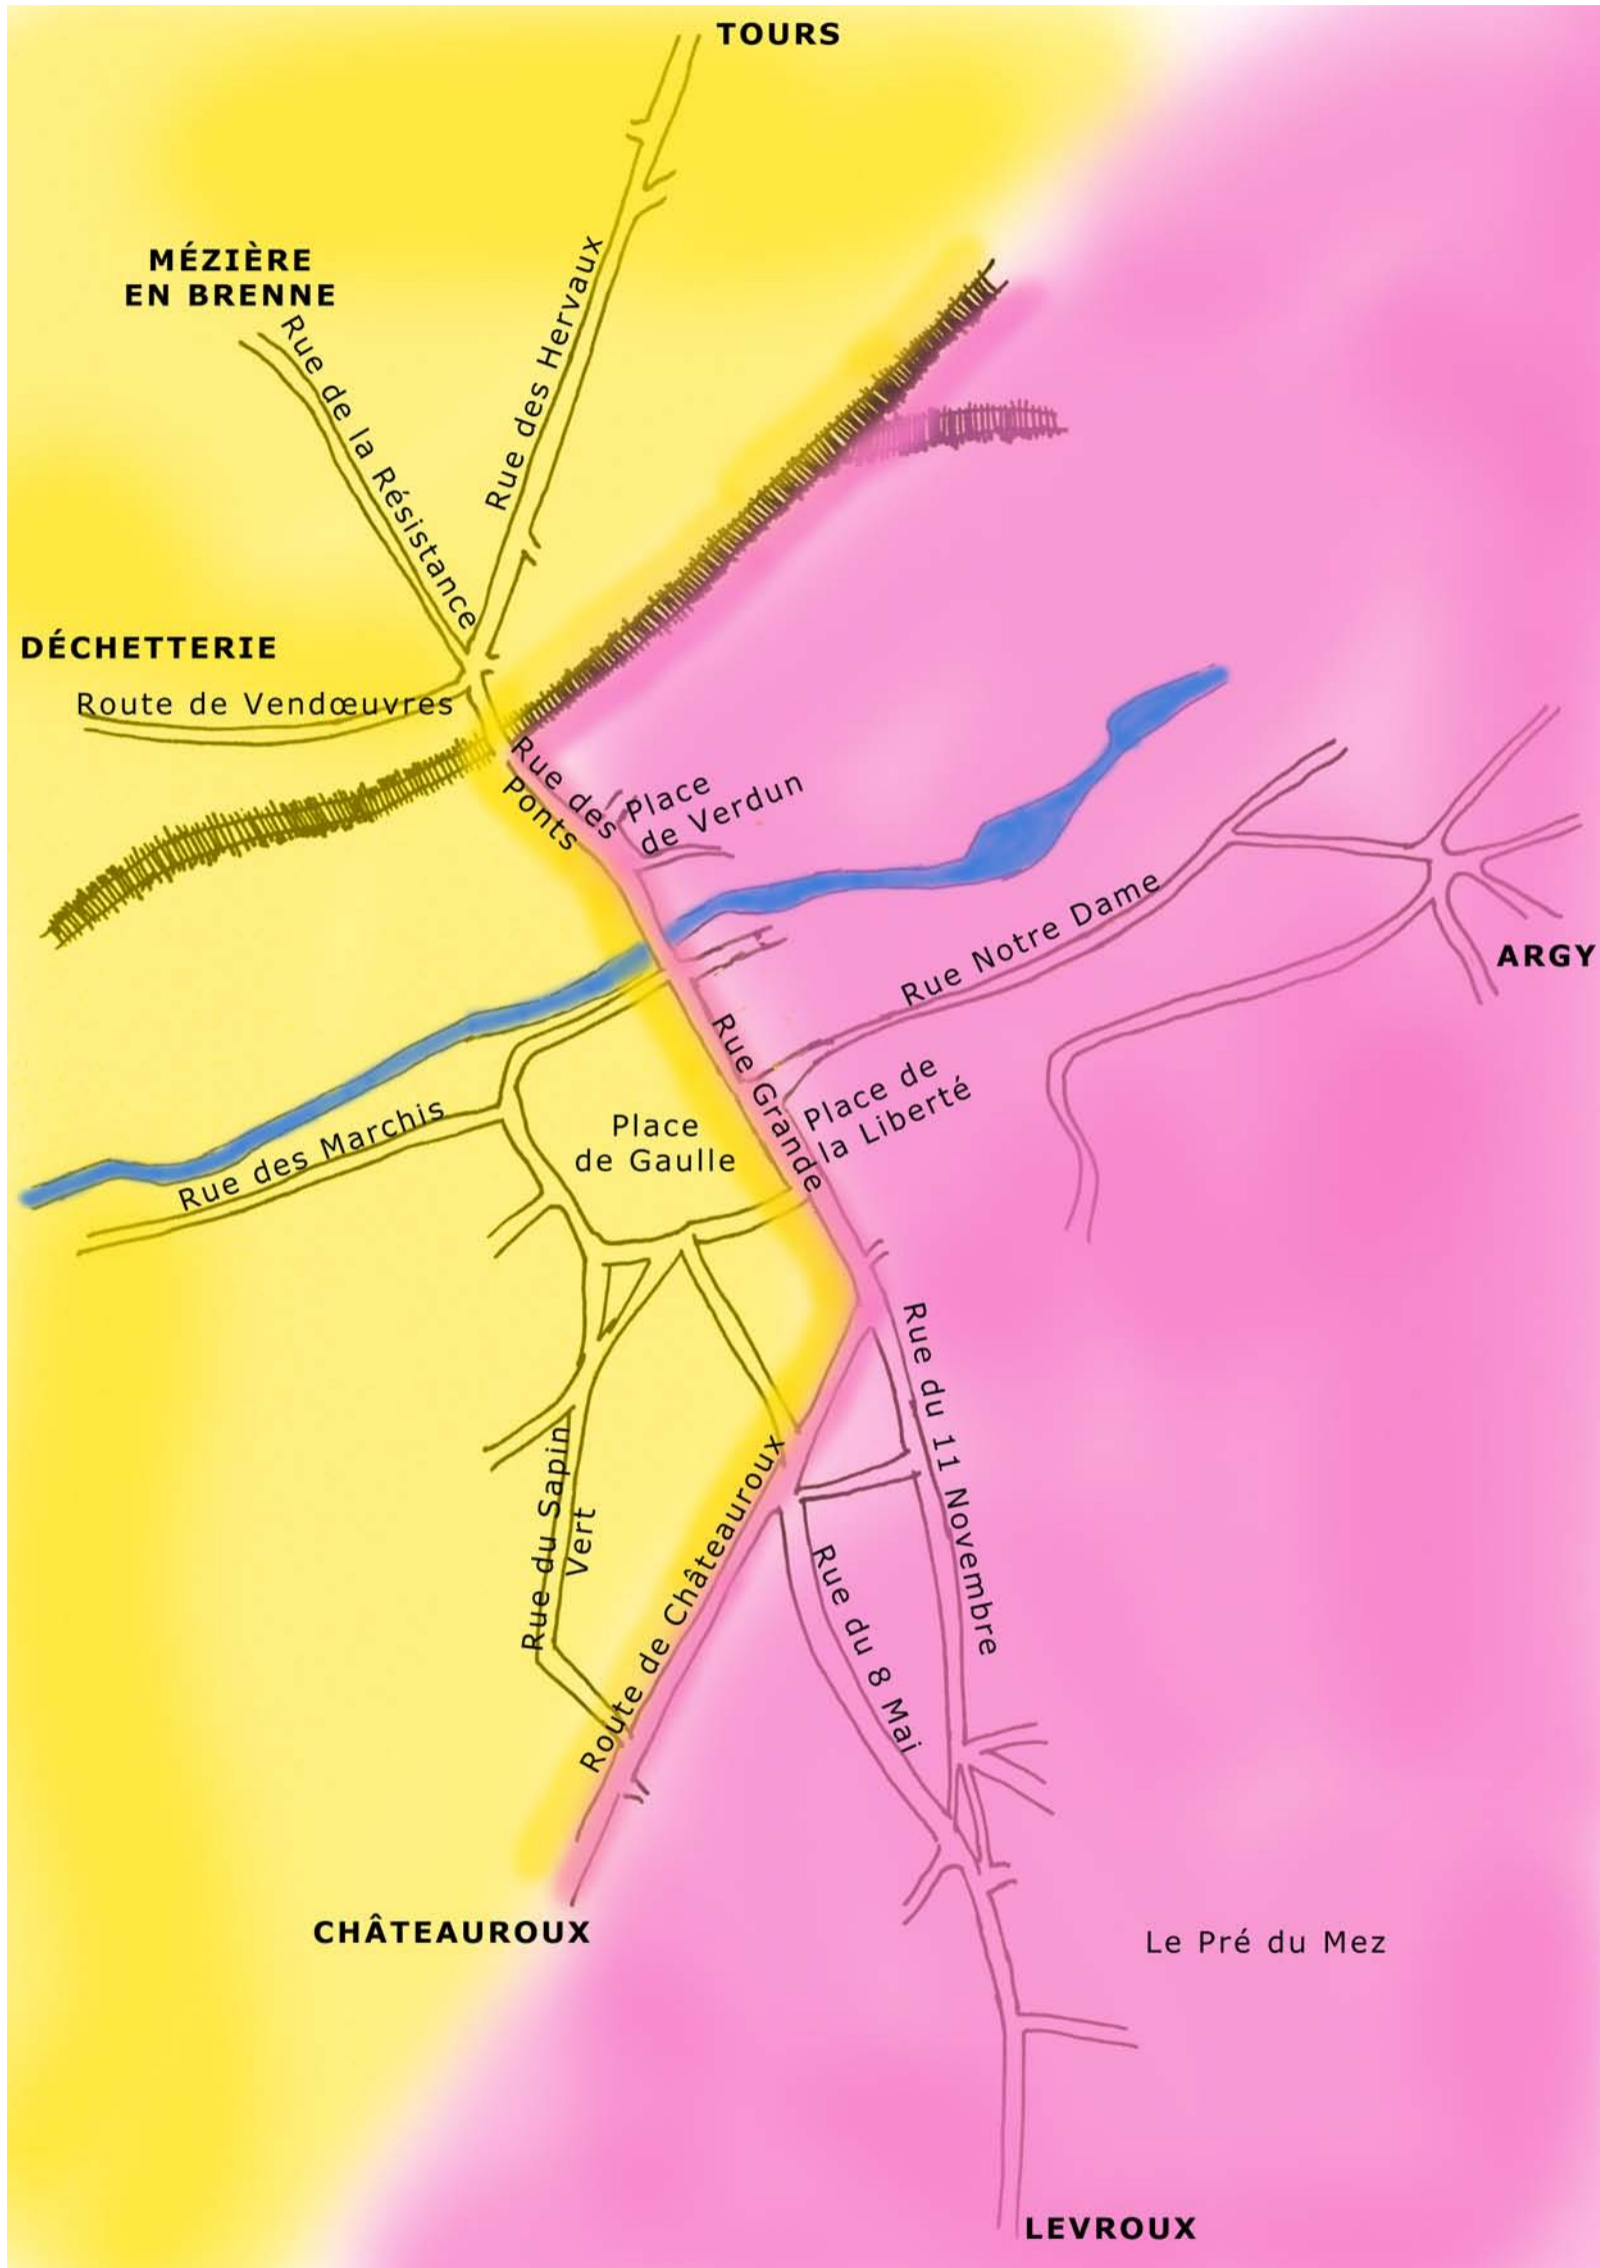 TOURS
MÉZIÈRE
EN BRENNE
Rue des Hervaux
Rue de la Résistance
DÉCHETTERIE
Route de Vendœuvres
Rue des
Ponts
Place
de Verdun
Rue Notre Dame
ARGY
Rue Grande
Place de
la Liberté
Rue des Marchis
Place
de Gaulle
Rue du 11 Novembre
Rue du Sapin
Vert
Route de Châteauroux
Rue du 8 Mai
CHÂTEAUROUX
Le Pré du Mez
LEVROUX